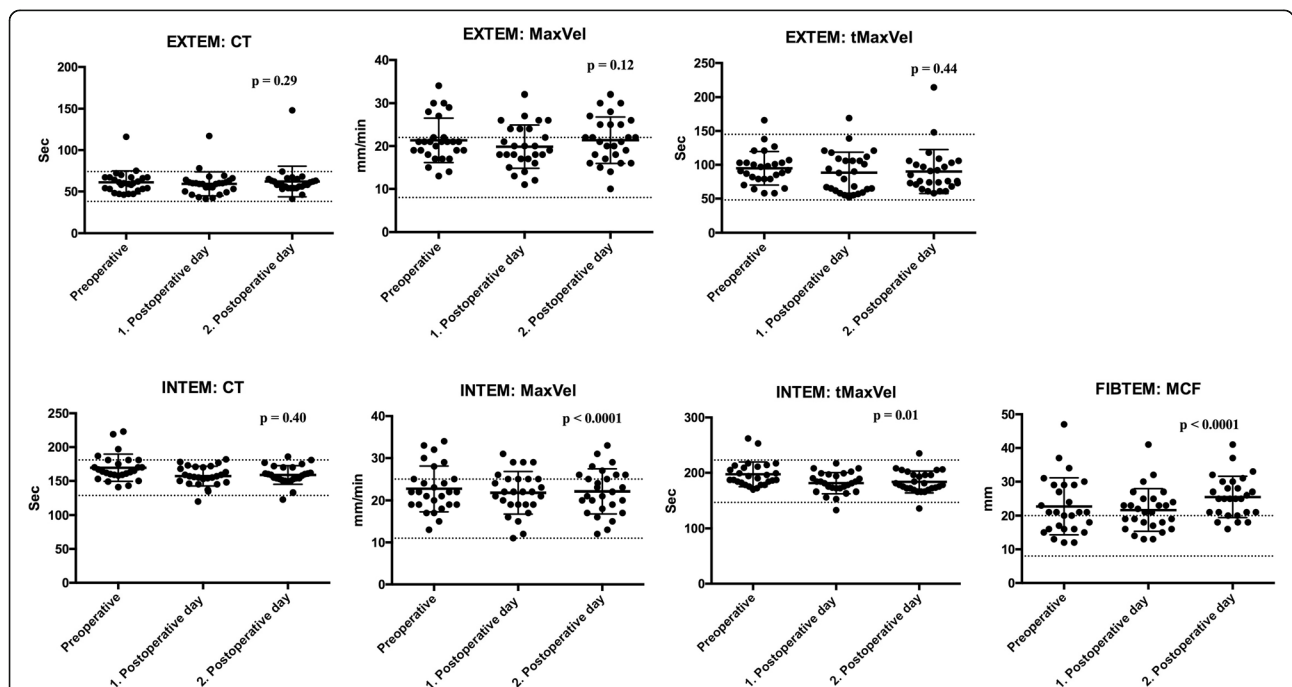 EXTEM: CT
200
150
100
50
0
Sec
p = 0.29
Preoperative
1. Postoperative day
2. Postoperative day
EXTEM: MaxVel
40
30
20
10
0
mm/min
p = 0.12
Preoperative
1. Postoperative day
2. Postoperative day
EXTEM: tMaxVel
250
200
150
100
50
0
Sec
p = 0.44
Preoperative
1. Postoperative day
2. Postoperative day
INTEM: CT
250
200
150
100
50
0
Sec
p = 0.40
Preoperative
1. Postoperative day
2. Postoperative day
INTEM: MaxVel
40
30
20
10
0
mm/min
p < 0.0001
Preoperative
1. Postoperative day
2. Postoperative day
INTEM: tMaxVel
300
200
100
0
Sec
p = 0.01
Preoperative
1. Postoperative day
2. Postoperative day
FIBTEM: MCF
50
40
30
20
10
0
mm
p < 0.0001
Preoperative
1. Postoperative day
2. Postoperative day